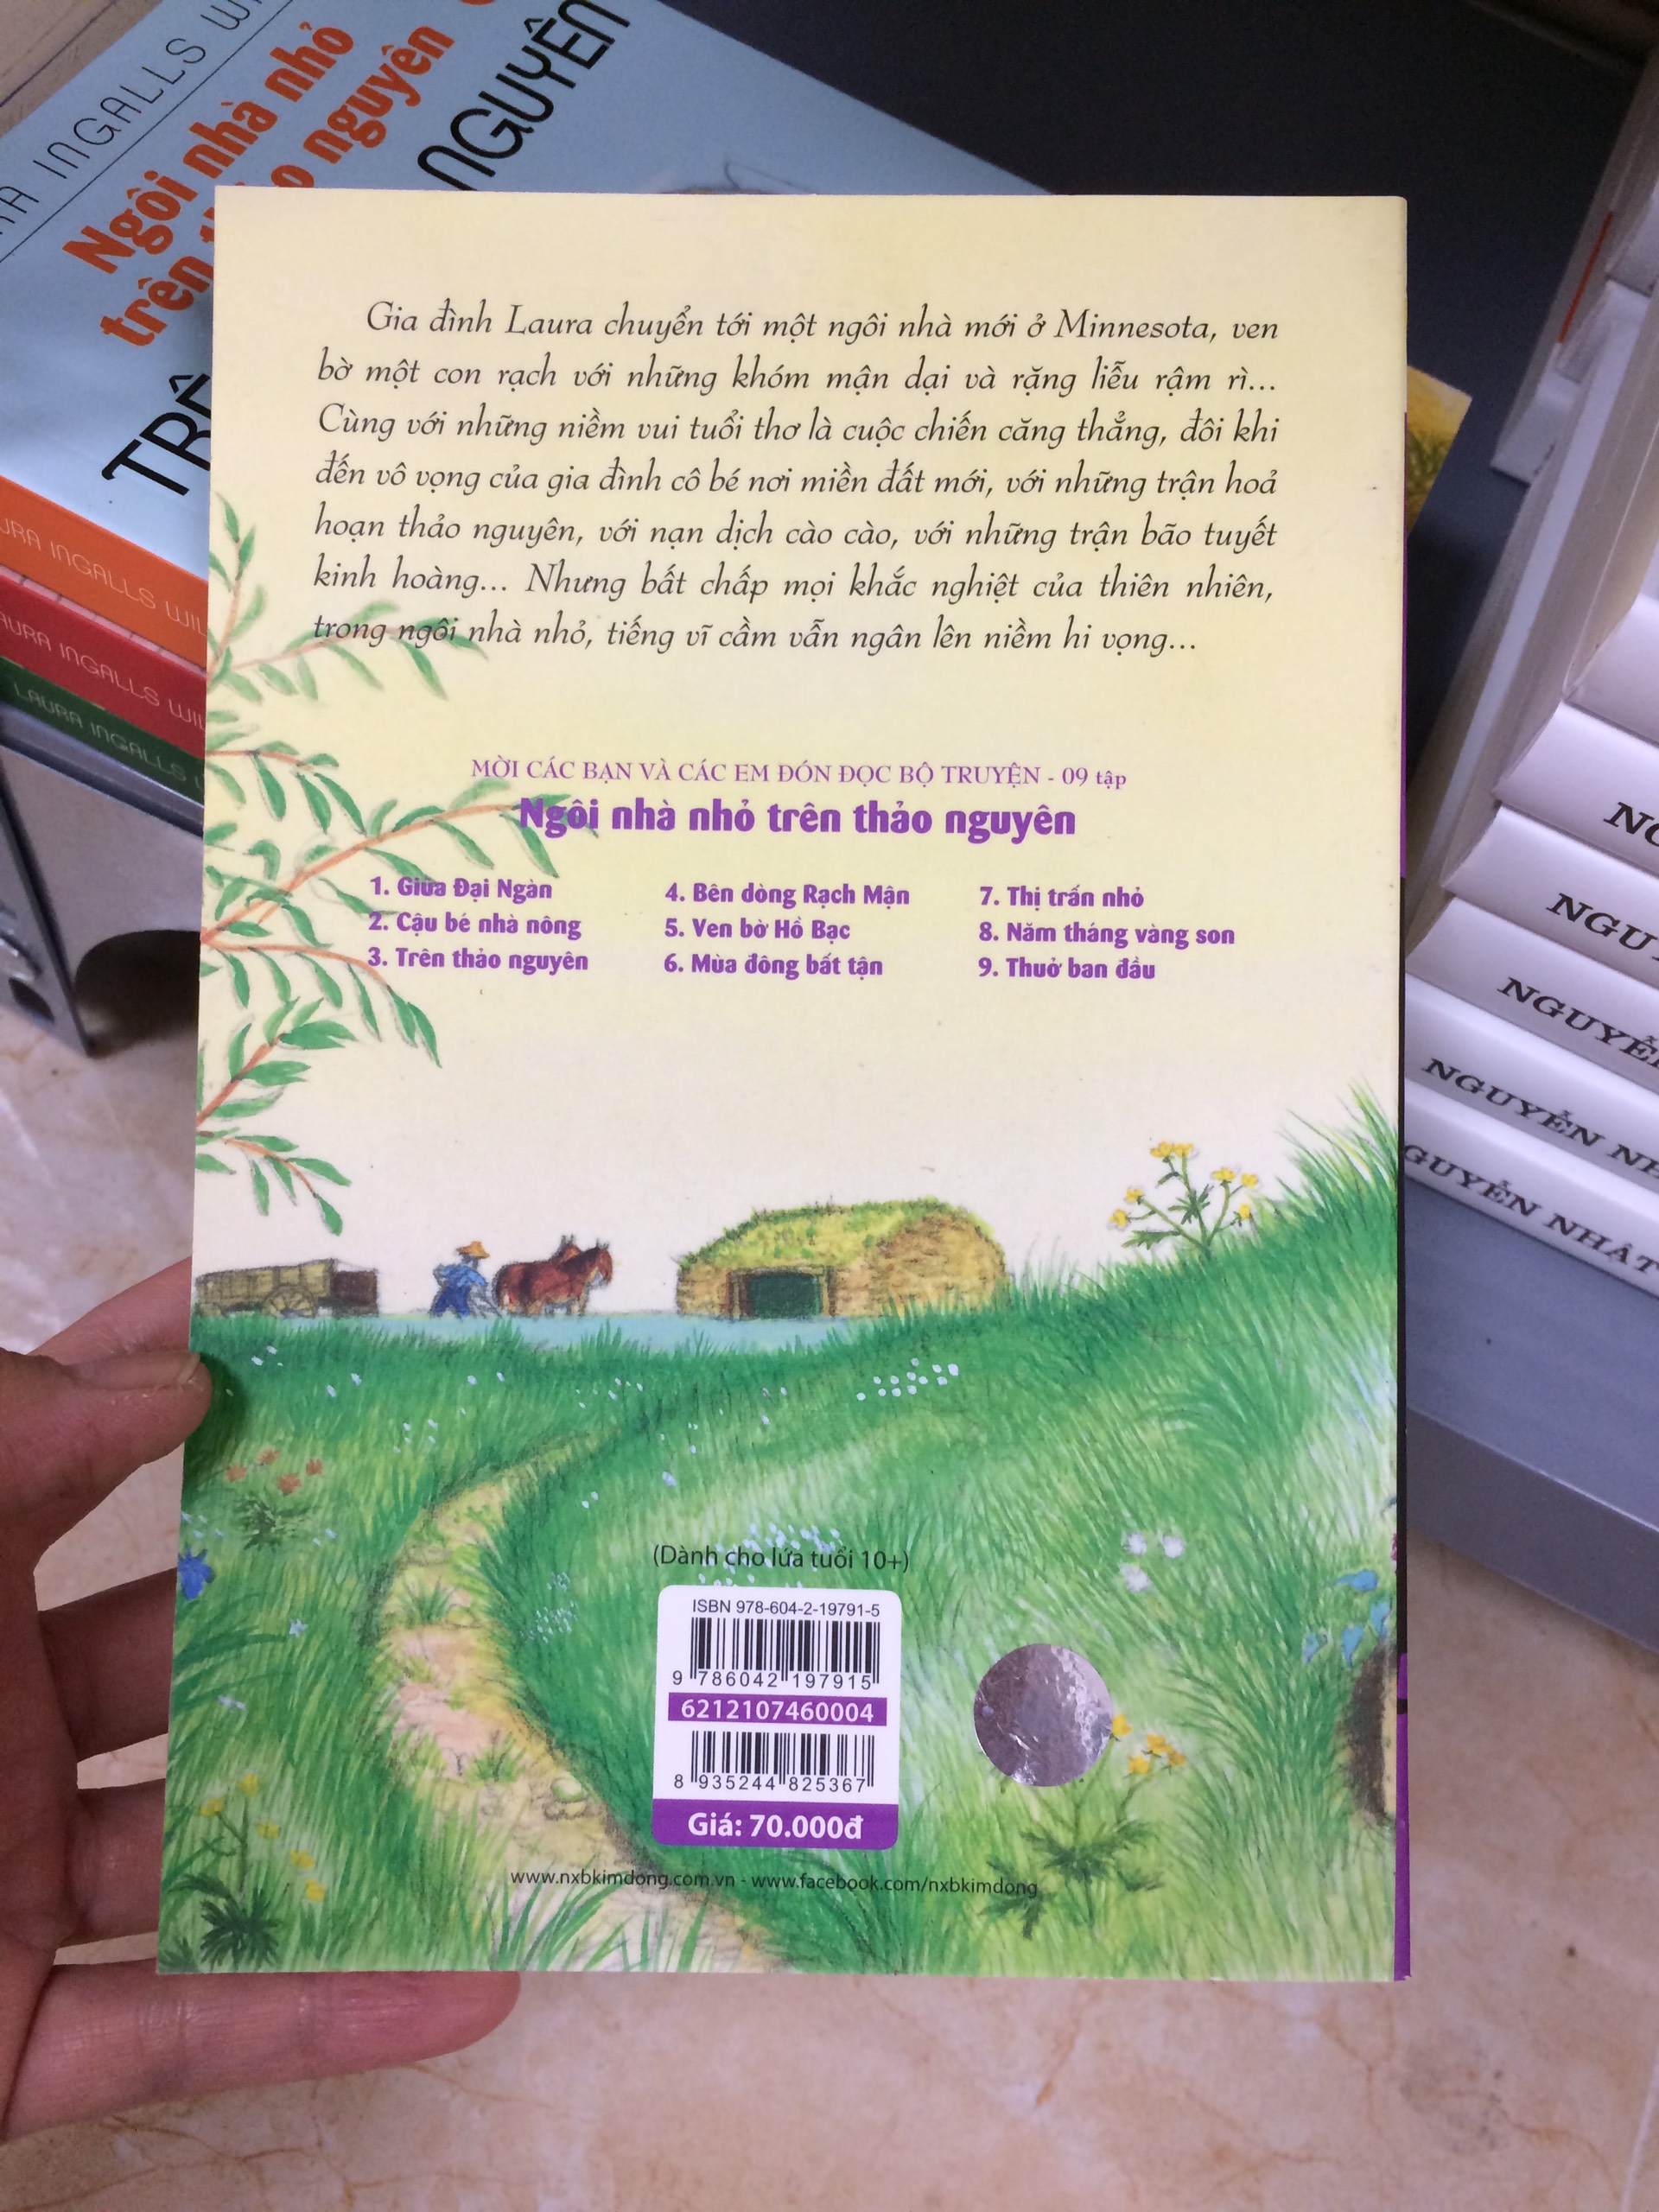 INGALLS
Ngôi nhà nhỏ
trên
nguyên
NGUYÊN
LAURA INGALLS
Gia đình Laura chuyển tới một ngôi nhà mới ở Minnesota, ven
bờ một con rạch với những khóm mận dại và rặng liễu rậm rì...
Cùng với những niềm vui tuổi thơ là cuộc chiến căng thẳng, đôi khi
đến vô vọng của gia đình cô bé nơi miền đất mới, với những trận hoả
hoạn thảo nguyên, với nạn dịch cào cào, với những trận bão tuyết
kinh hoàng... Nhưng bất chấp mọi khắc nghiệt của thiên nhiên,
trong ngôi nhà nhỏ, tiếng vĩ cầm vẫn ngân lên niềm hi vọng...
MỜI CÁC BẠN VÀ CÁC EM ĐÓN ĐỌC BỘ TRUYỆN - 09 tập
Ngôi nhà nhỏ trên thảo nguyên
1. Giữa Đại Ngàn
2. Cậu bé nhà nông
3. Trên thảo nguyên
4. Bên dòng Rạch Mận
5. Ven bờ Hồ Bạc
6. Mùa đông bất tận
7. Thị trấn nhỏ
8. Năm tháng vàng son
9. Thuở ban đầu
(Dành cho lứa tuổi 10+)
ISBN 978-604-2-19791-5
9 786042 197915
6212107460004
8 935244 825367
Giá: 70.000đ
www.nxbkimdong.com.vn - www.facebook.com/nxbkimdong
NGUYỄN
NGUYỄN NHẬT